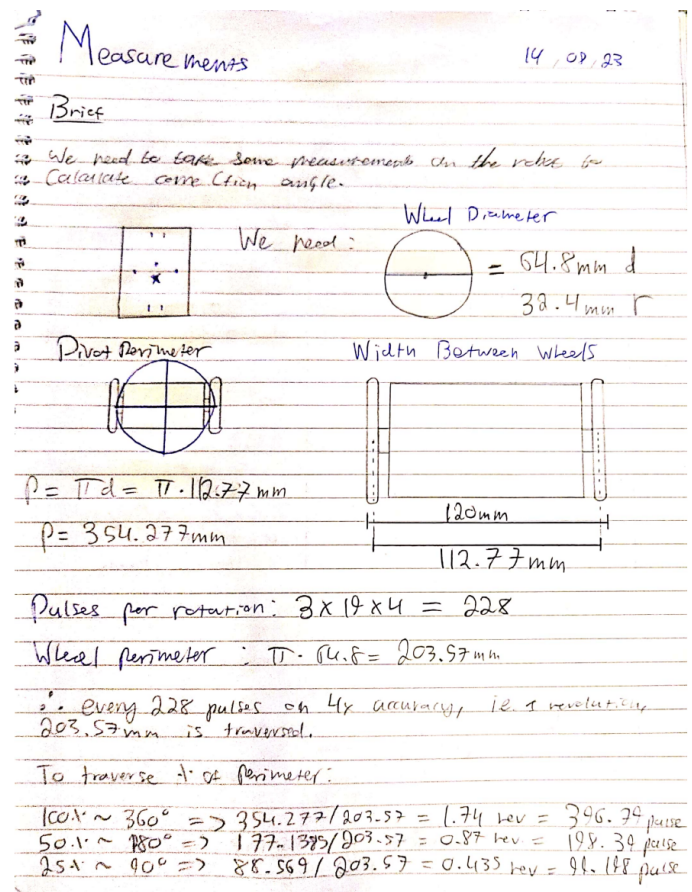 Measurements
14, 08, 23
Brief
We need to take some measurements on the robot to
Calculate correction angle.
Wheel Diameter
We need:
= 64.8mm d
32.4mm r
Pivot Perimeter
Width Between Wheels
P = πd = π·112.77mm
P = 354.277mm
120mm
112.77mm
Pulses per rotation: 3 x 19 x 4 = 228
Wheel perimeter : π· 64.8 = 203.57mm
∴ every 228 pulses on 4x accuracy, i.e. 1 revolution,
203.57mm is traversed.
To traverse % of perimeter:
100% ~ 360° => 354.277/203.57 = 1.74 rev = 396.79 pulse
50% ~ 180° => 177.1385/203.57 = 0.87 rev = 198.39 pulse
25% ~ 90° => 88.569/203.57 = 0.435 rev = 99.198 pulse